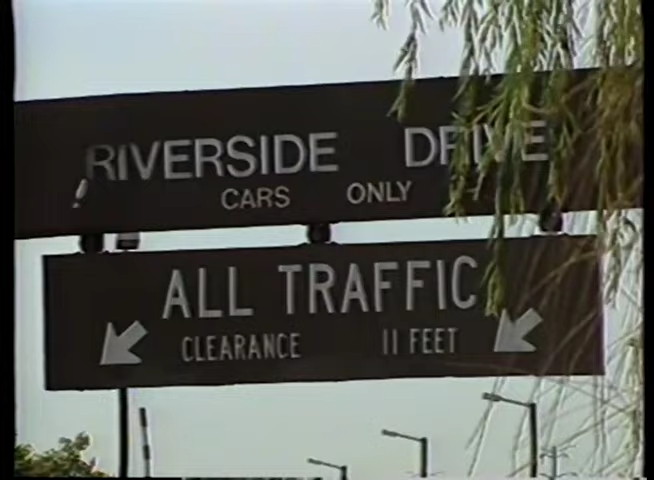 RIVERSIDE DRIVE
CARS ONLY
ALL TRAFFIC
CLEARANCE 11 FEET